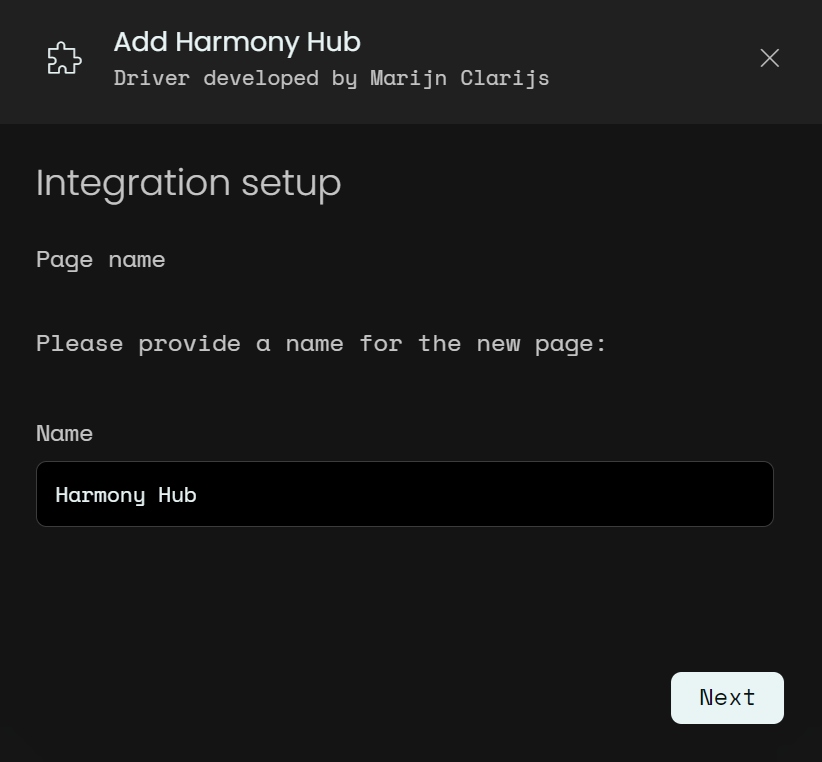 Add Harmony Hub
Driver developed by Marijn Clarijs
Integration setup
Page name
Please provide a name for the new page:
Name
Harmony Hub
Next